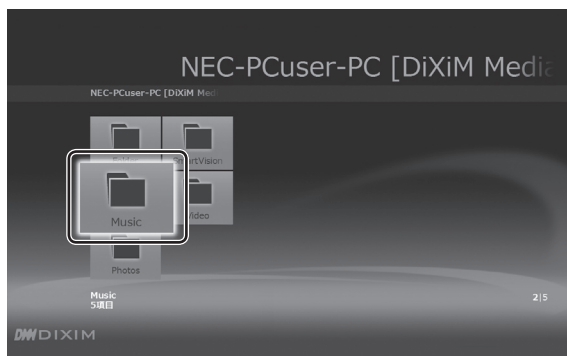 NEC-PCuser-PC [DiXiM Media
NEC-PCuser-PC [DiXiM Med
Folder
SmartVision
Music
Video
Photos
Music
5項目
2|5
DIXIM